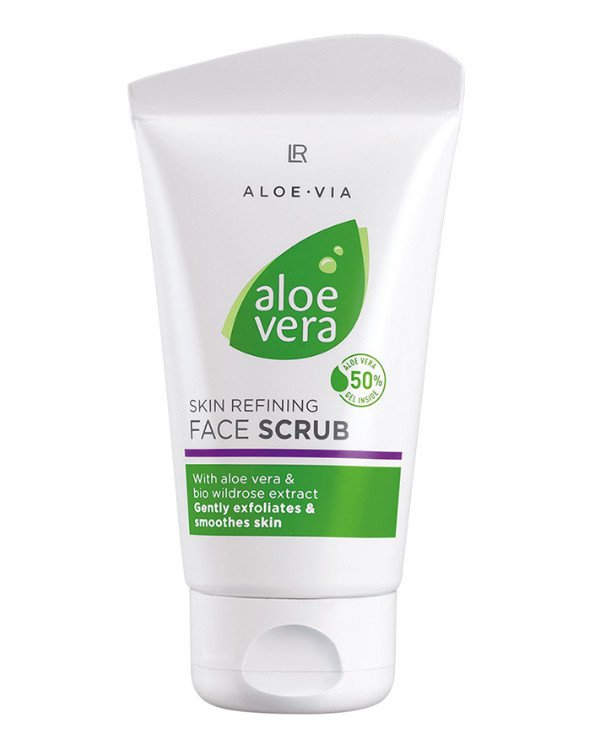 LR
ALOE·VIA
aloe
vera
ALOE VERA
50%
GEL INSIDE
SKIN REFINING
FACE SCRUB
With aloe vera &
bio wildrose extract
Gently exfoliates &
smoothes skin